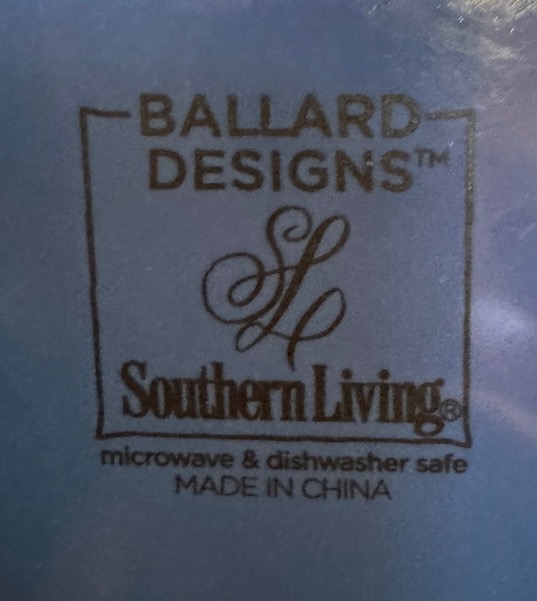 BALLARD
DESIGNS™
SL
Southern Living®
microwave & dishwasher safe
MADE IN CHINA